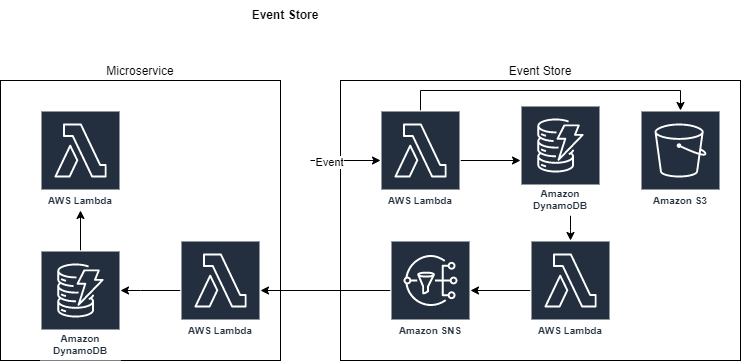 Event Store
Microservice
Event Store
Event
AWS Lambda
AWS Lambda
Amazon
DynamoDB
Amazon S3
Amazon
DynamoDB
AWS Lambda
Amazon SNS
AWS Lambda